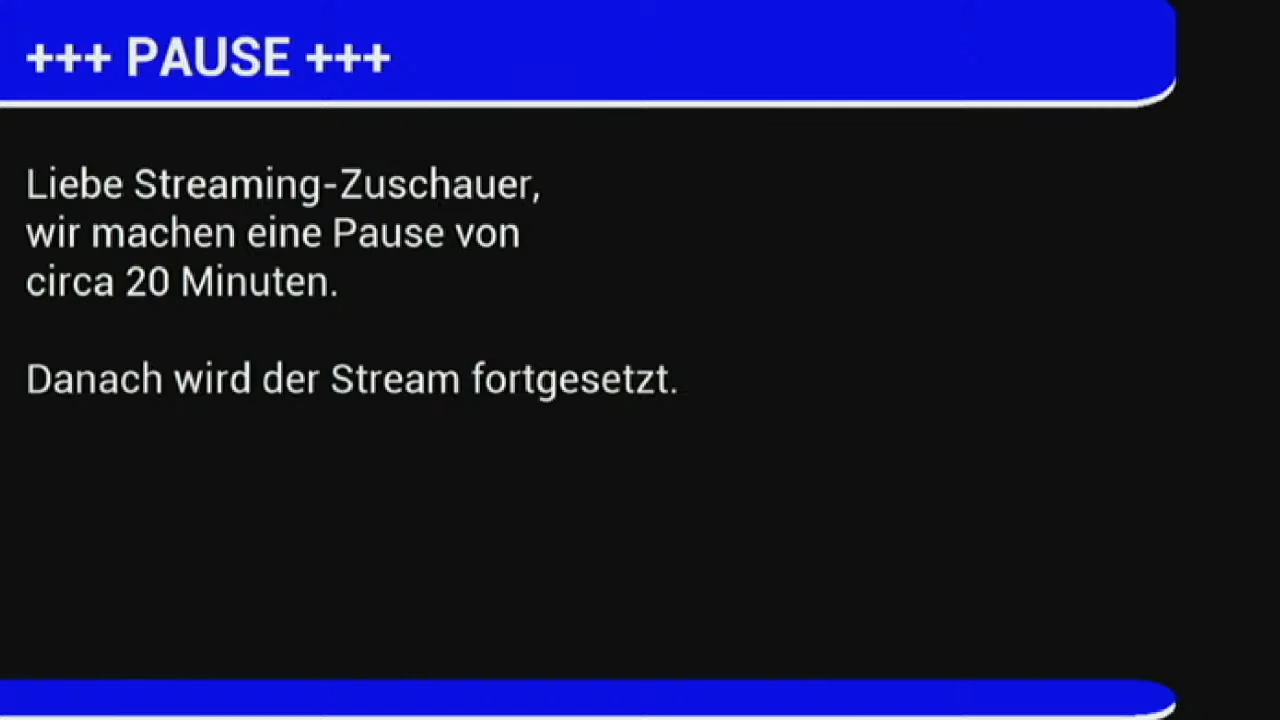 +++ PAUSE +++
Liebe Streaming-Zuschauer,
wir machen eine Pause von
circa 20 Minuten.
Danach wird der Stream fortgesetzt.